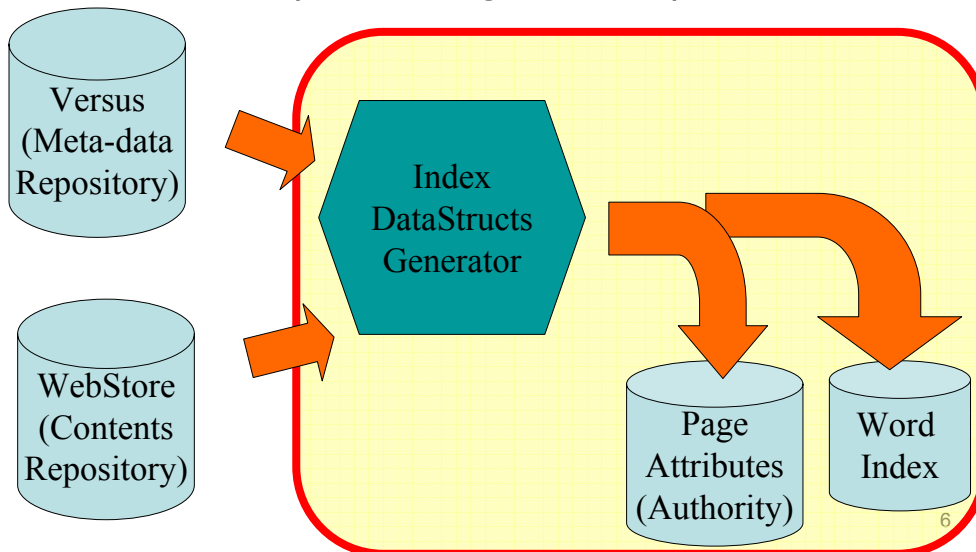 Versus
(Meta-data
Repository)
Index
DataStructs
Generator
WebStore
(Contents
Repository)
Page
Attributes
(Authority)
Word
Index
6